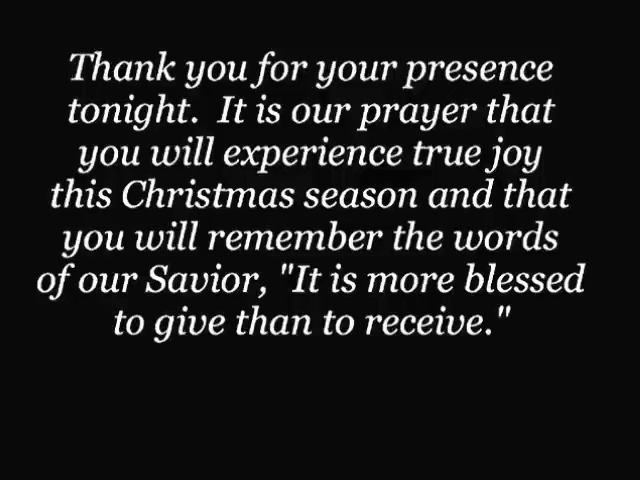 Thank you for your presence
tonight.  It is our prayer that
you will experience true joy
this Christmas season and that
you will remember the words
of our Savior, "It is more blessed
to give than to receive."